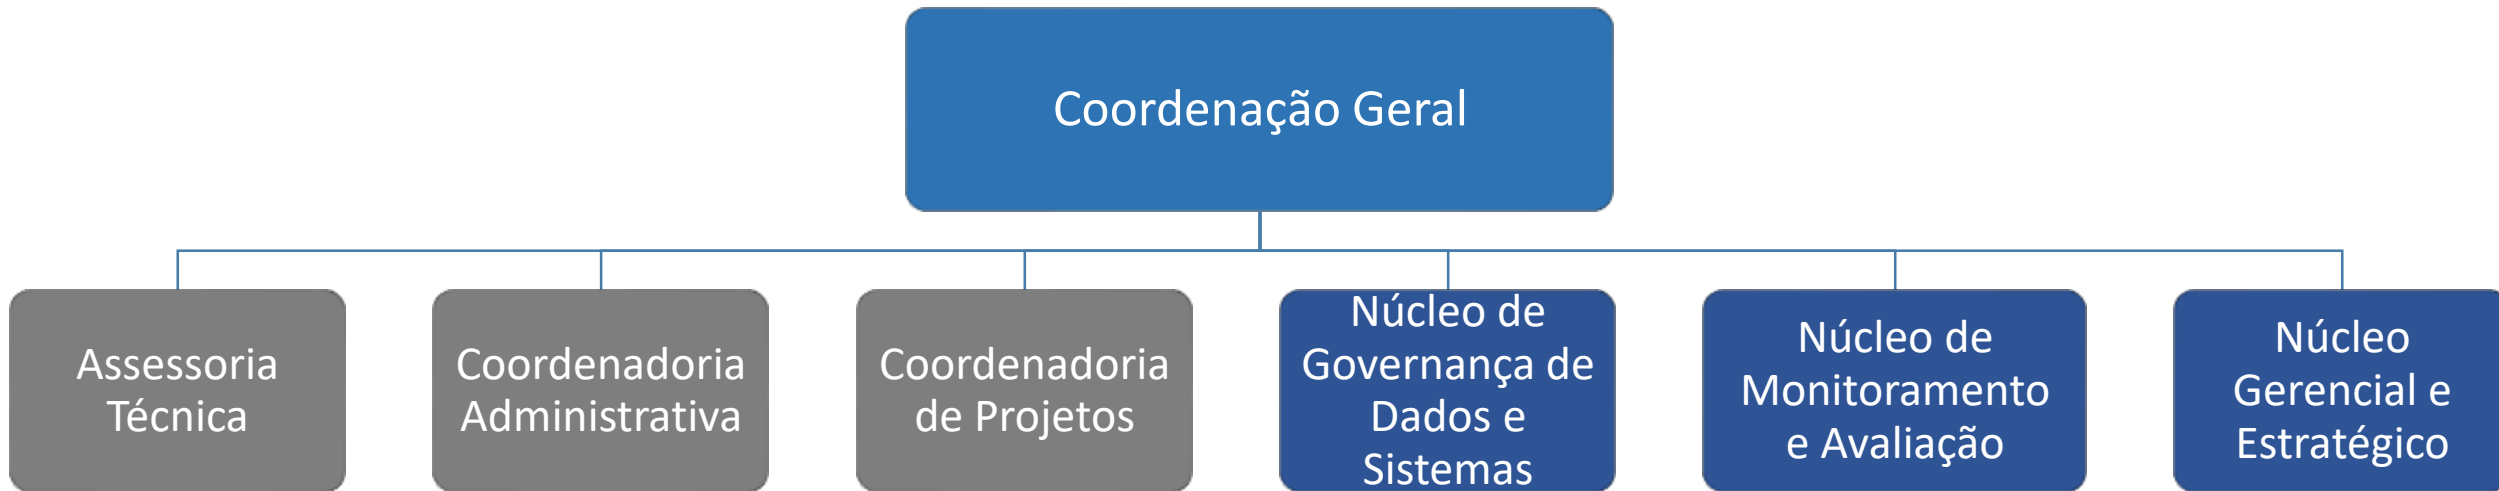 Coordenação Geral
Assessoria
Técnica
Coordenadoria
Administrativa
Coordenadoria
de Projetos
Núcleo de
Governança de
Dados e
Sistemas
Núcleo de
Monitoramento
e Avaliação
Núcleo
Gerencial e
Estratégico